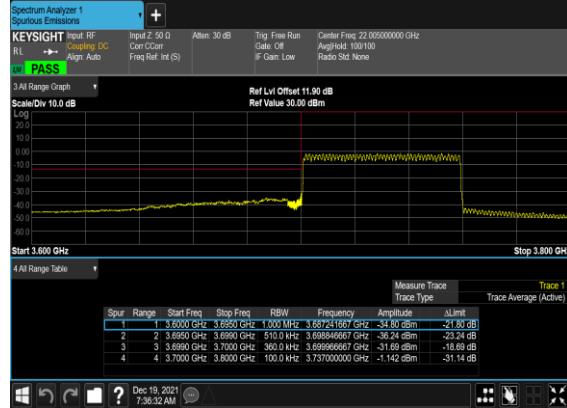 Spectrum Analyzer 1
Spurious Emissions
+
KEYSIGHT Input: RF Input Z: 50 Ω Atten: 30 dB Trig: Free Run Center Freq: 22.005000000 GHz
RL Coupling: DC Corr CCorr Gate: Off Avg|Hold: 100/100
Align: Auto Freq Ref: Int (S) IF Gain: Low Radio Std: None
PASS
3 All Range Graph
Ref Lvl Offset 11.90 dB
Scale/Div 10.0 dB Ref Value 30.00 dBm
Log
20.0
10.0
0.00
-10.0
-20.0
-30.0
-40.0
-50.0
-60.0
Start 3.600 GHz Stop 3.800 GH
4 All Range Table
Measure Trace Trace 1
Trace Type Trace Average (Active)
Spur Range Start Freq Stop Freq RBW Frequency Amplitude ΔLimit
1 1 3.6000 GHz 3.6950 GHz 1.000 MHz 3.687241667 GHz -34.80 dBm -21.80 dB
2 2 3.6950 GHz 3.6990 GHz 510.0 kHz 3.698846667 GHz -36.24 dBm -23.24 dB
3 3 3.6990 GHz 3.7000 GHz 360.0 kHz 3.699966667 GHz -31.69 dBm -18.69 dB
4 4 3.7000 GHz 3.8000 GHz 100.0 kHz 3.737000000 GHz -1.142 dBm -31.14 dB
? Dec 19, 2021
7:36:32 AM